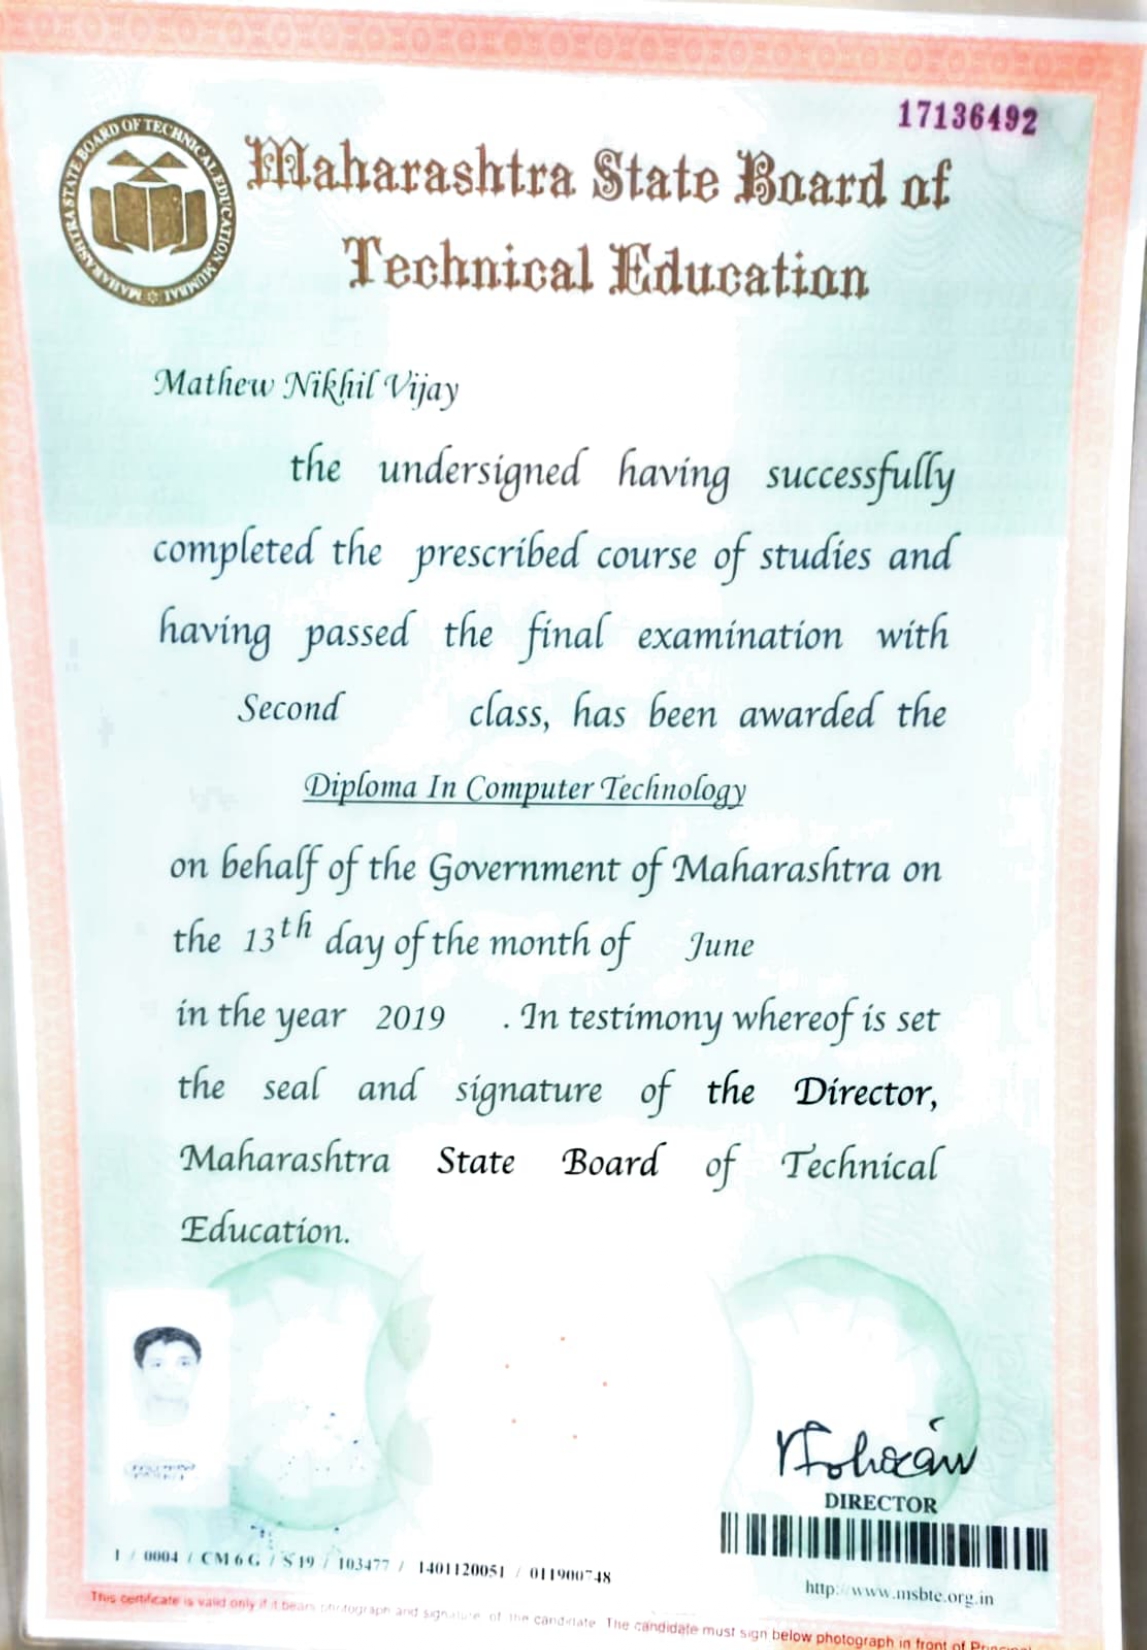 17136492
MAHARASHTRA STATE BOARD OF TECHNICAL EDUCATION MUMBAI
Maharashtra State Board of
Technical Education
Mathew Nikhil Vijay
the undersigned having successfully
completed the prescribed course of studies and
having passed the final examination with
Second class, has been awarded the
Diploma In Computer Technology
on behalf of the Government of Maharashtra on
the 13th day of the month of June
in the year 2019 . In testimony whereof is set
the seal and signature of the Director,
Maharashtra State Board of Technical
Education.
DIRECTOR
1 / 0004 / CM 6 G / S 19 / 103477 / 1401120051 / 011900748
http://www.msbte.org.in
This certificate is valid only if it bears photograph and signature of the candidate. The candidate must sign below photograph in front of